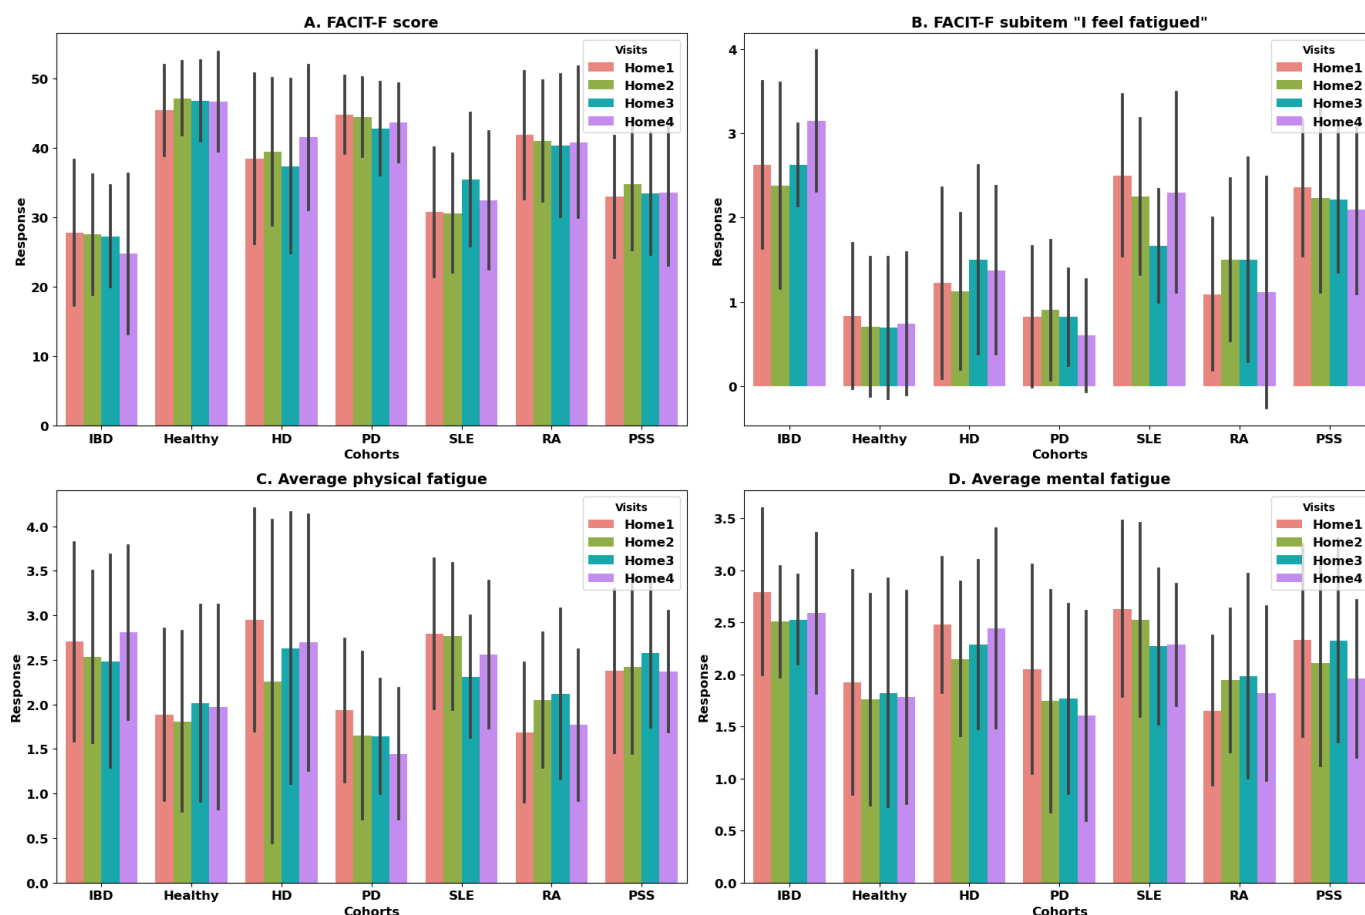 A. FACIT-F score
Response
50
40
30
20
10
0
Visits
Home1
Home2
Home3
Home4
IBD Healthy HD PD SLE RA PSS
Cohorts
B. FACIT-F subitem "I feel fatigued"
Response
4
3
2
1
0
Visits
Home1
Home2
Home3
Home4
IBD Healthy HD PD SLE RA PSS
Cohorts
C. Average physical fatigue
Response
4.0
3.5
3.0
2.5
2.0
1.5
1.0
0.5
0.0
Visits
Home1
Home2
Home3
Home4
IBD Healthy HD PD SLE RA PSS
Cohorts
D. Average mental fatigue
Response
3.5
3.0
2.5
2.0
1.5
1.0
0.5
0.0
Visits
Home1
Home2
Home3
Home4
IBD Healthy HD PD SLE RA PSS
Cohorts